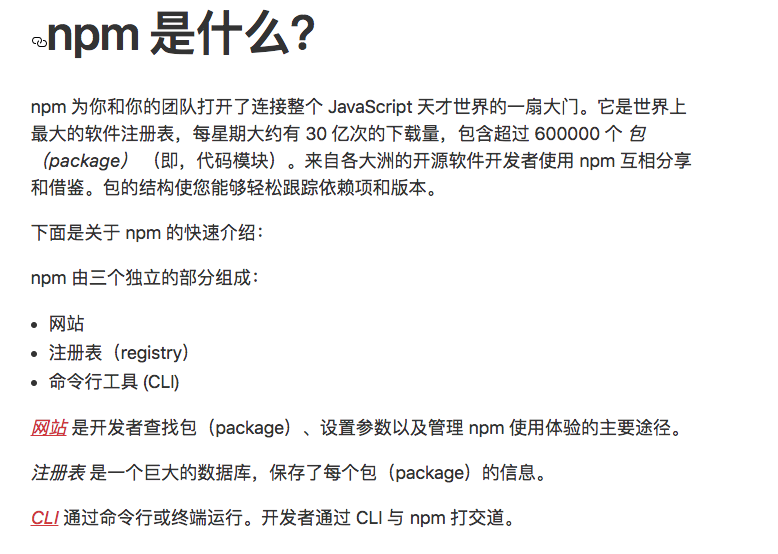 npm 是什么?
npm 为你和你的团队打开了连接整个 JavaScript 天才世界的一扇大门。它是世界上
最大的软件注册表，每星期大约有 30 亿次的下载量，包含超过 600000 个 包
（package） （即，代码模块）。来自各大洲的开源软件开发者使用 npm 互相分享
和借鉴。包的结构使您能够轻松跟踪依赖项和版本。
下面是关于 npm 的快速介绍：
npm 由三个独立的部分组成：
• 网站
• 注册表（registry）
• 命令行工具 (CLI)
网站 是开发者查找包（package）、设置参数以及管理 npm 使用体验的主要途径。
注册表 是一个巨大的数据库，保存了每个包（package）的信息。
CLI 通过命令行或终端运行。开发者通过 CLI 与 npm 打交道。